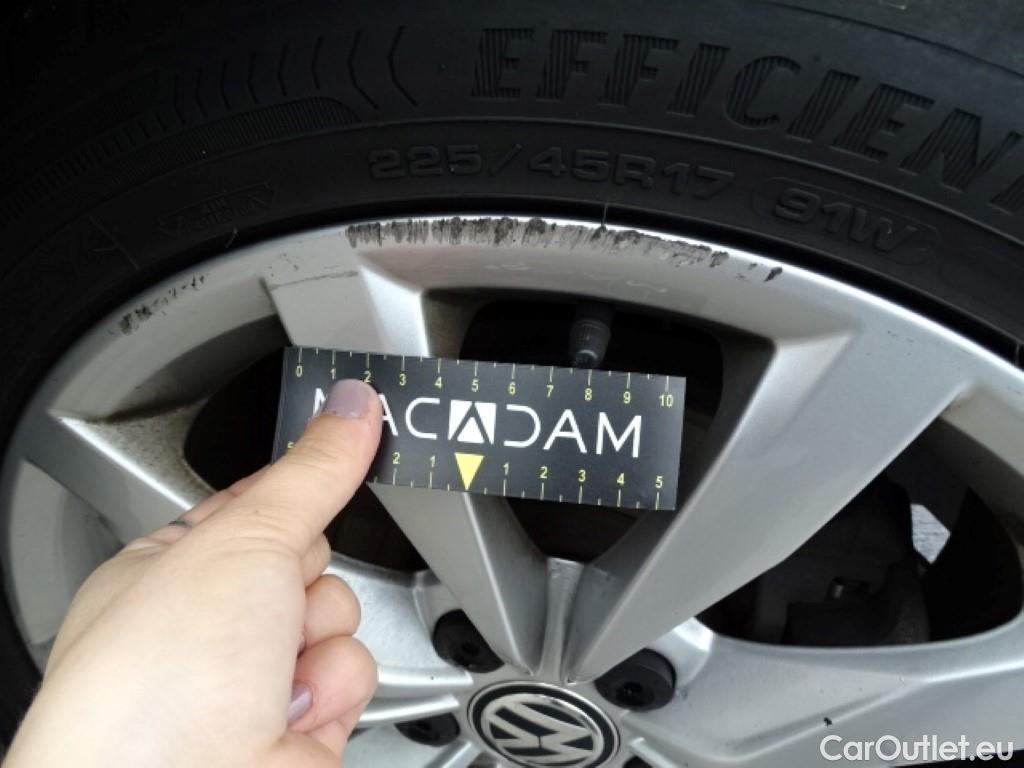 EFFICIEN
225/45R17 91W
0 1 2 3 4 5 6 7 8 9 10
MACADAM
2 1 1 2 3 4 5
CarOutlet.eu